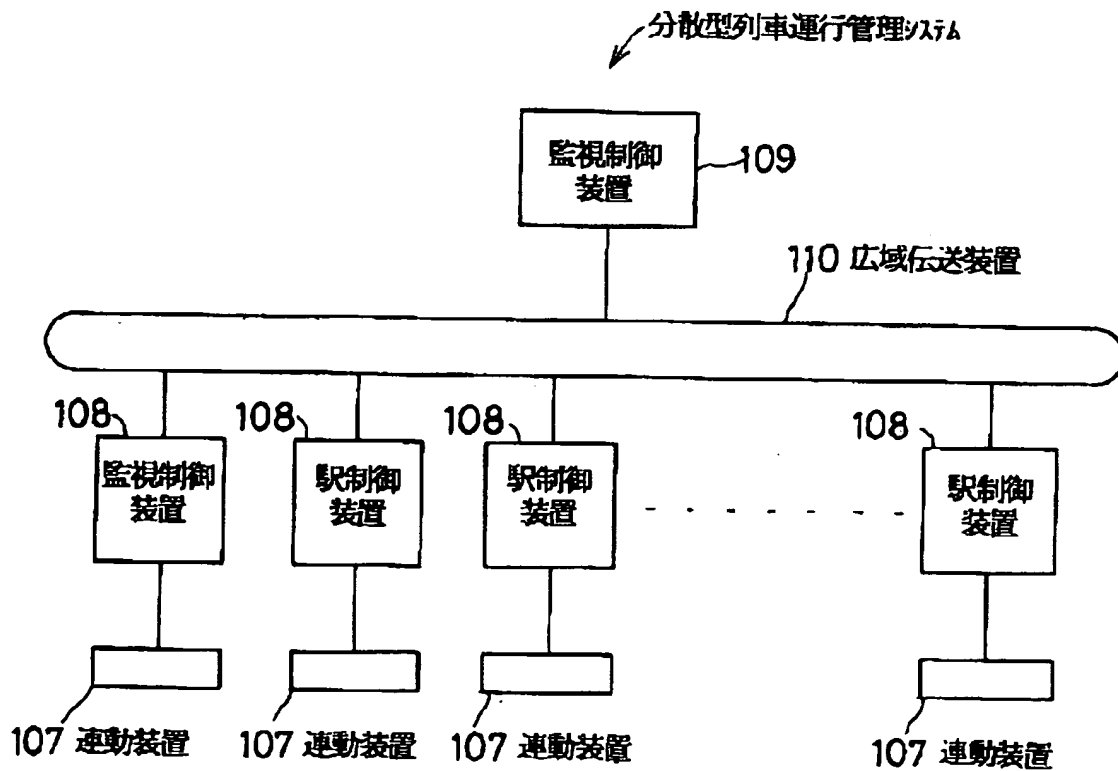 分散型列車運行管理システム
監視制御
装置
109
110 広域伝送装置
108
監視制御
装置
108
駅制御
装置
108
駅制御
装置
108
駅制御
装置
107 連動装置
107 連動装置
107 連動装置
107 連動装置